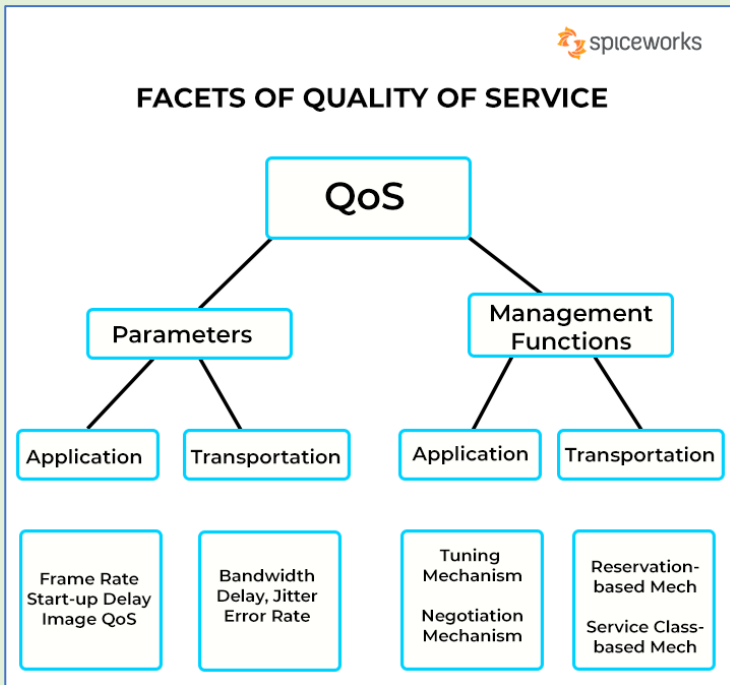 spiceworks
FACETS OF QUALITY OF SERVICE
QoS
Parameters
Management
Functions
Application
Transportation
Application
Transportation
Frame Rate
Start-up Delay
Image QoS
Bandwidth
Delay, Jitter
Error Rate
Tuning
Mechanism
Negotiation
Mechanism
Reservation-
based Mech
Service Class-
based Mech